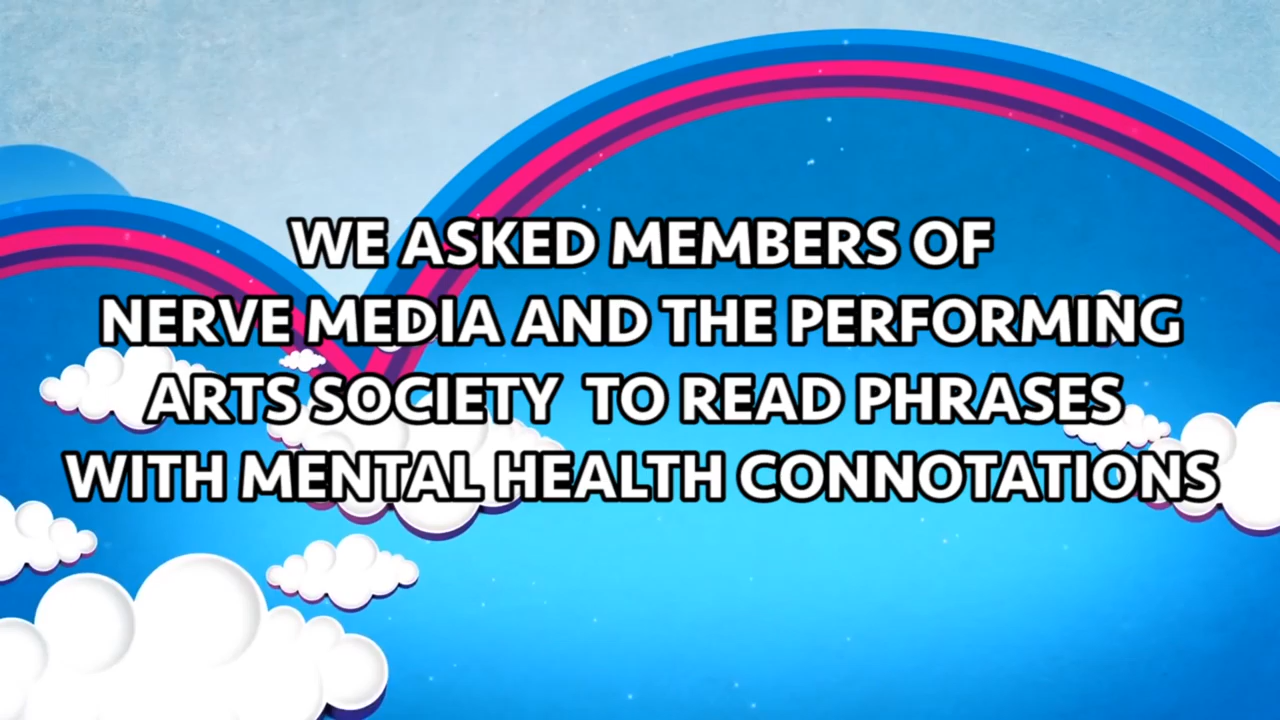 WE ASKED MEMBERS OF
NERVE MEDIA AND THE PERFORMING
ARTS SOCIETY TO READ PHRASES
WITH MENTAL HEALTH CONNOTATIONS